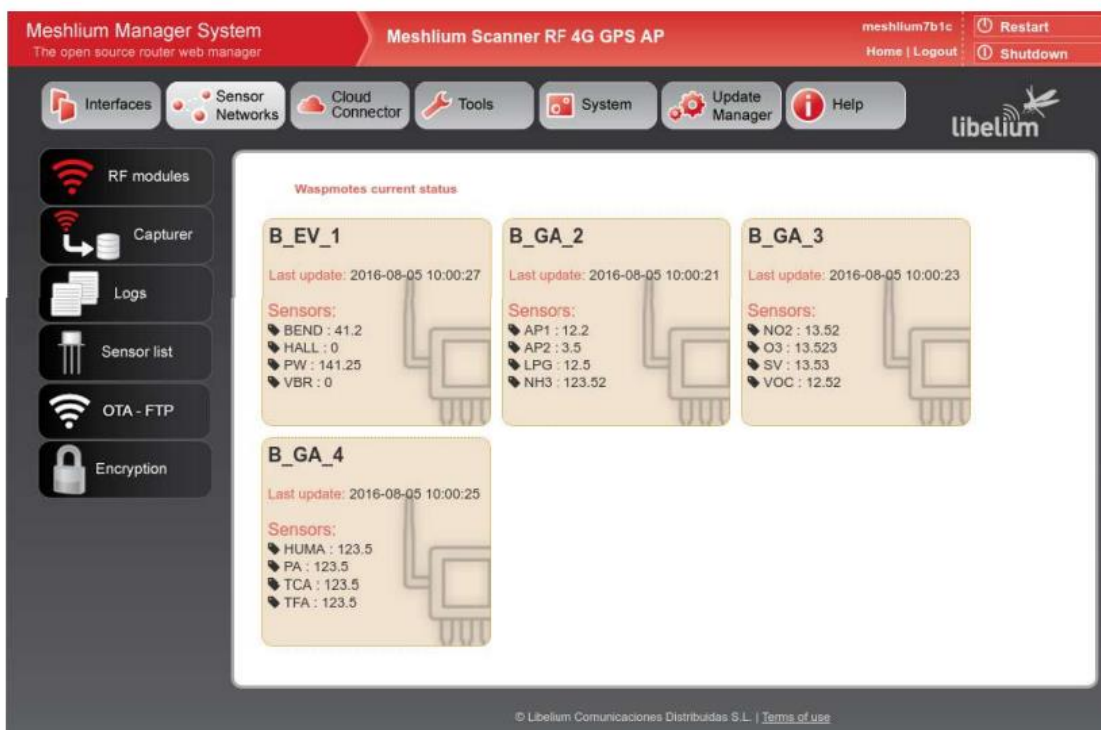 Meshlium Manager System
The open source router web manager
Meshlium Scanner RF 4G GPS AP
meshlium7b1c
Home | Logout
Restart
Shutdown
Interfaces
Sensor
Networks
Cloud
Connector
Tools
System
Update
Manager
Help
libelium
RF modules
Capturer
Logs
Sensor list
OTA - FTP
Encryption
Waspmotes current status
B_EV_1
Last update: 2016-08-05 10:00:27
Sensors:
BEND : 41.2
HALL : 0
PW : 141.25
VBR : 0
B_GA_2
Last update: 2016-08-05 10:00:21
Sensors:
AP1 : 12.2
AP2 : 3.5
LPG : 12.5
NH3 : 123.52
B_GA_3
Last update: 2016-08-05 10:00:23
Sensors:
NO2 : 13.52
O3 : 13.523
SV : 13.53
VOC : 12.52
B_GA_4
Last update: 2016-08-05 10:00:25
Sensors:
HUMA : 123.5
PA : 123.5
TCA : 123.5
TFA : 123.5
© Libelium Comunicaciones Distribuidas S.L. | Terms of use